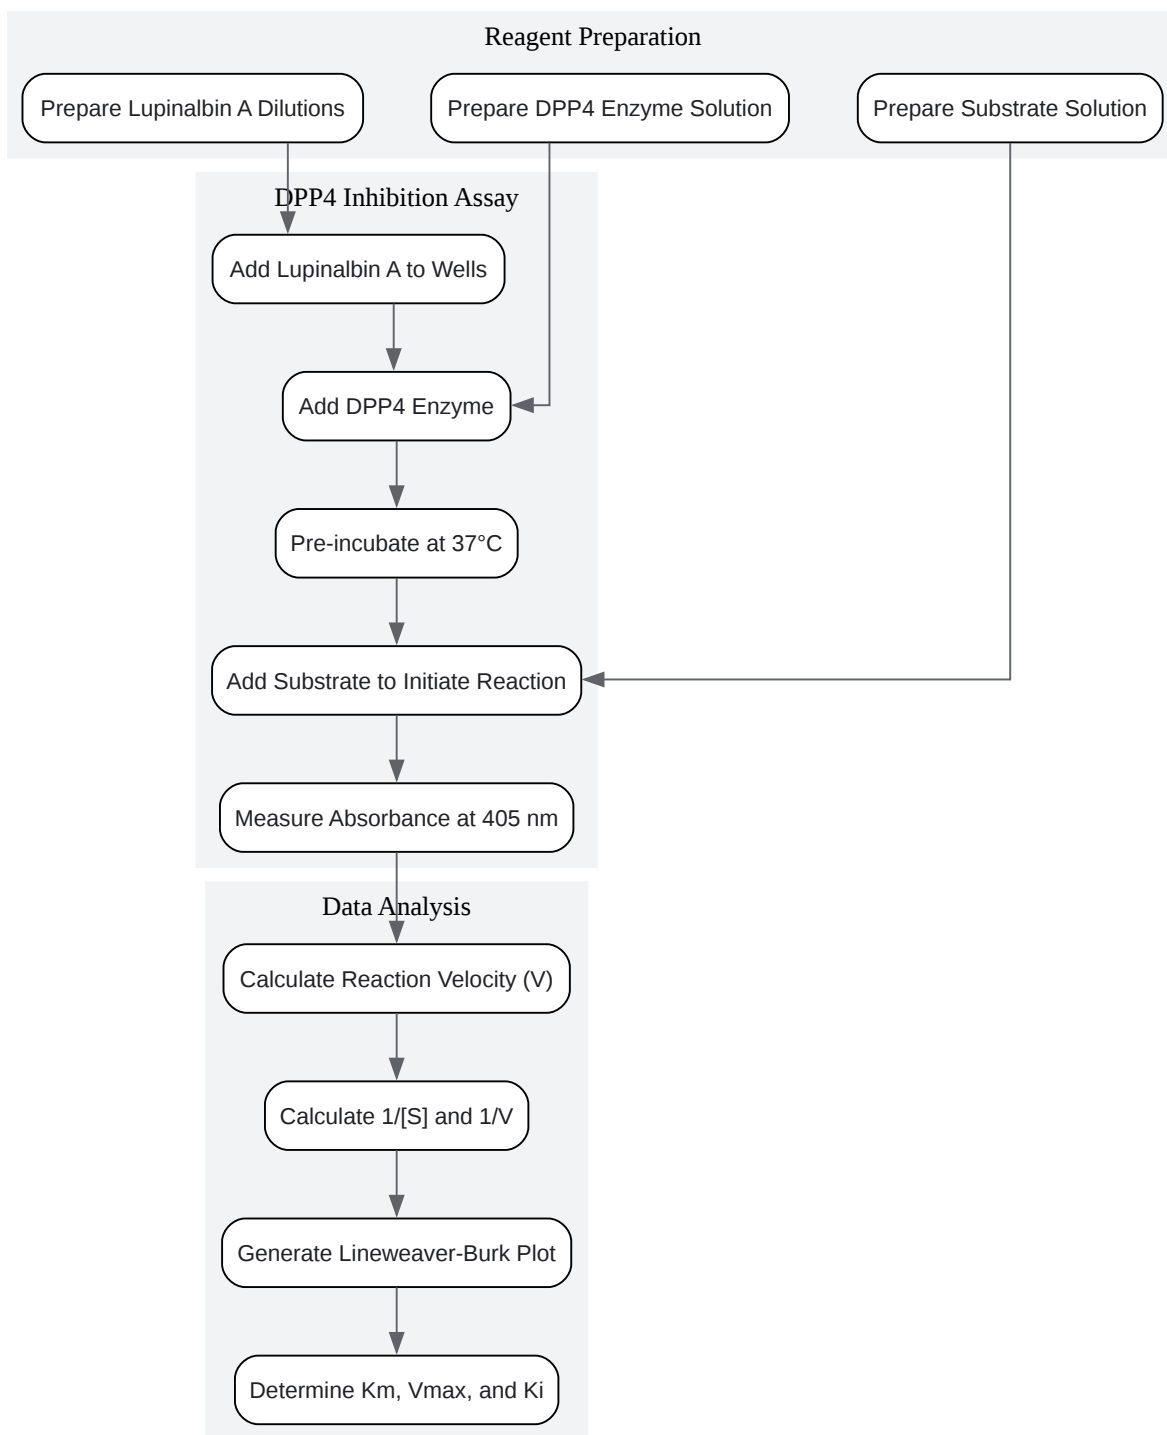 Reagent Preparation
Prepare Lupinalbin A Dilutions
Prepare DPP4 Enzyme Solution
Prepare Substrate Solution
DPP4 Inhibition Assay
Add Lupinalbin A to Wells
Add DPP4 Enzyme
Pre-incubate at 37°C
Add Substrate to Initiate Reaction
Measure Absorbance at 405 nm
Data Analysis
Calculate Reaction Velocity (V)
Calculate 1/[S] and 1/V
Generate Lineweaver-Burk Plot
Determine Km, Vmax, and Ki